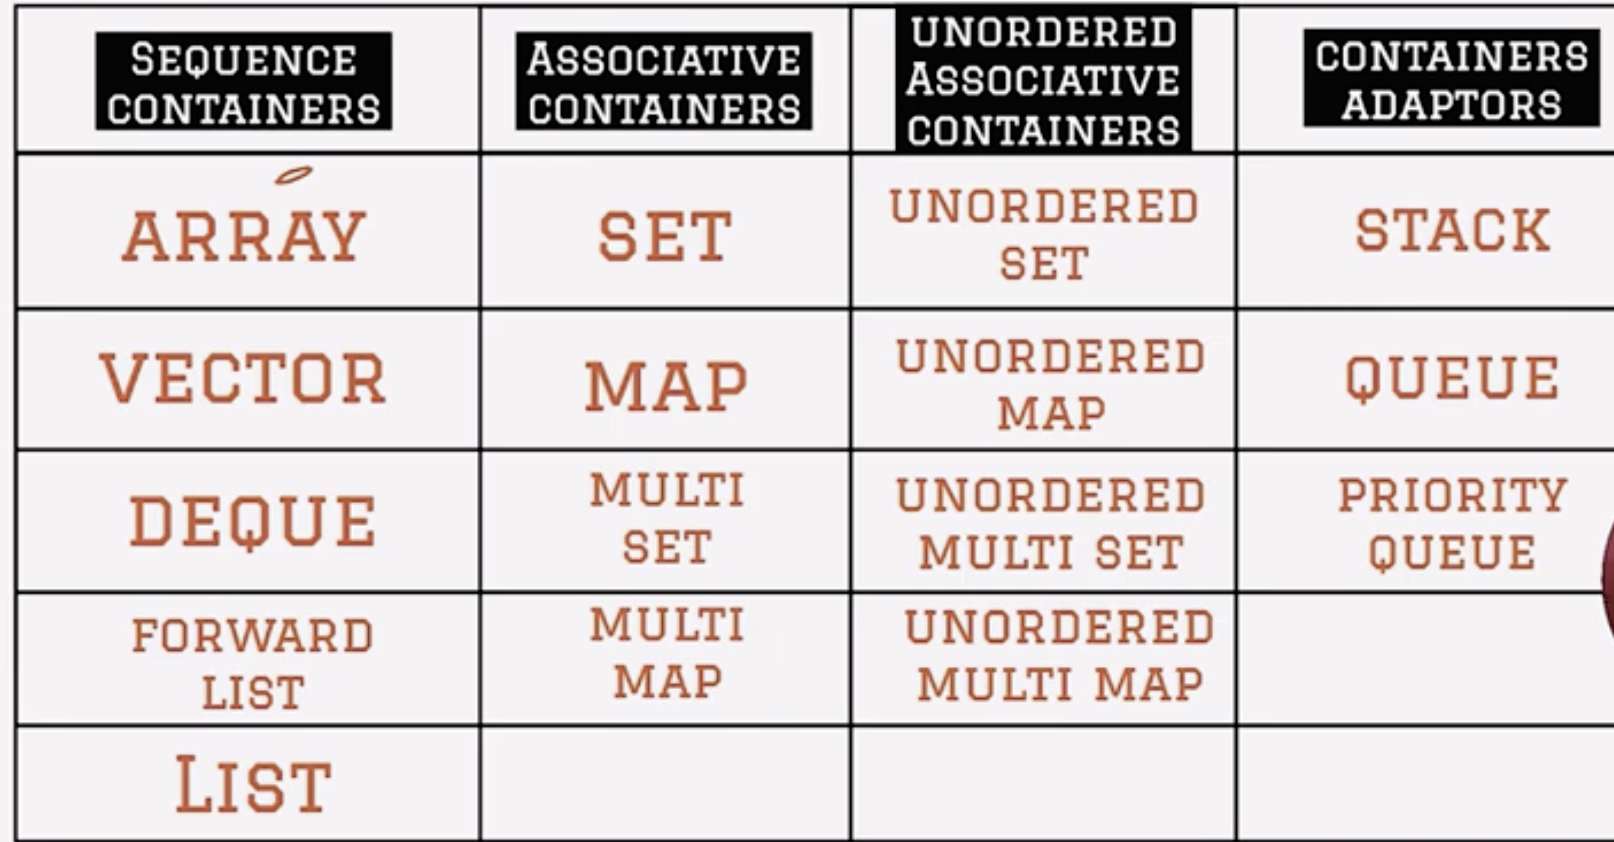 SEQUENCE
CONTAINERS
ASSOCIATIVE
CONTAINERS
UNORDERED
ASSOCIATIVE
CONTAINERS
CONTAINERS
ADAPTORS
ARRAY
SET
UNORDERED
SET
STACK
VECTOR
MAP
UNORDERED
MAP
QUEUE
DEQUE
MULTI
SET
UNORDERED
MULTI SET
PRIORITY
QUEUE
FORWARD
LIST
MULTI
MAP
UNORDERED
MULTI MAP
LIST